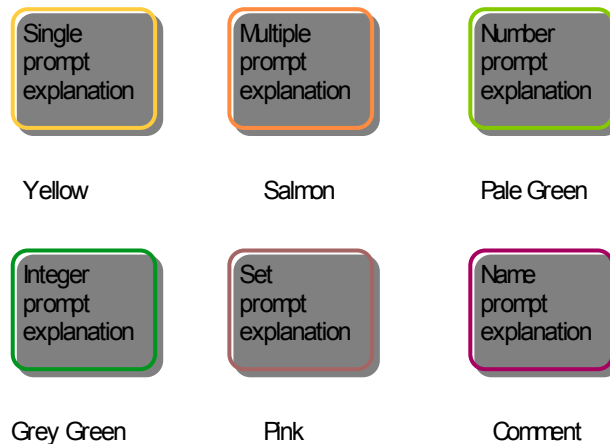 Single
prompt
explanation
Multiple
prompt
explanation
Number
prompt
explanation
Yellow
Salmon
Pale Green
Integer
prompt
explanation
Set
prompt
explanation
Name
prompt
explanation
Grey Green
Pink
Comment